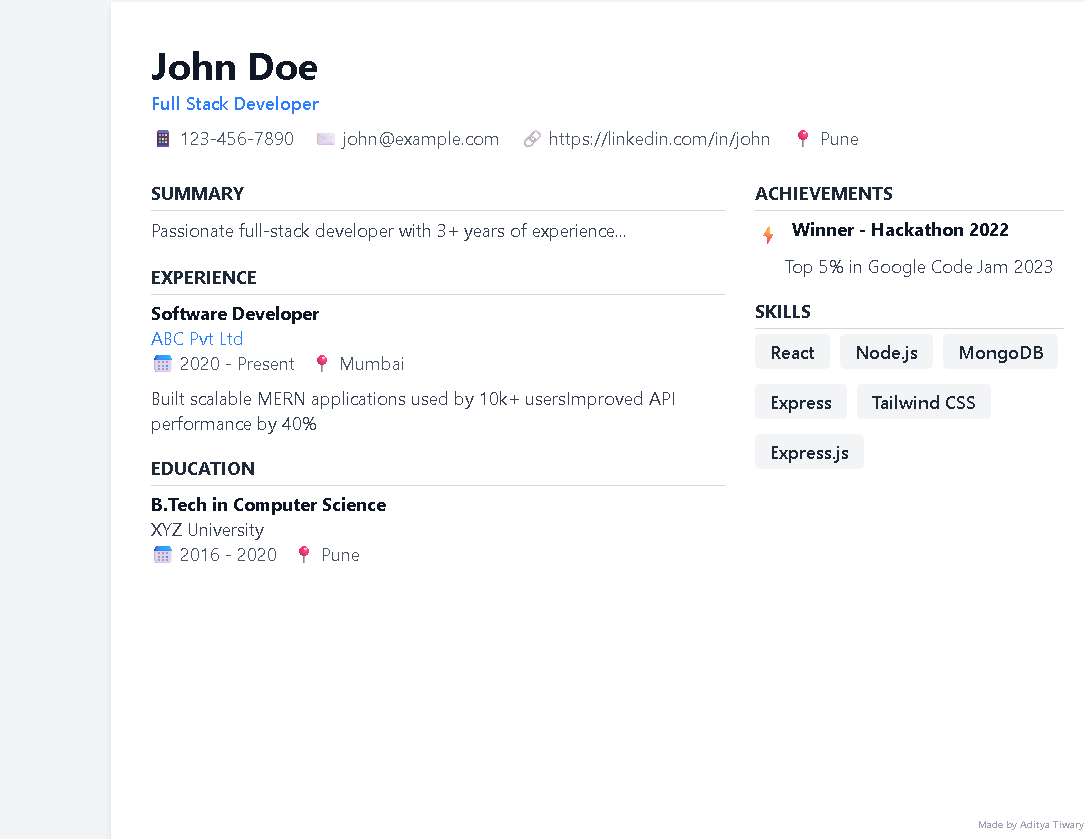 John Doe
Full Stack Developer
123-456-7890 john@example.com https://linkedin.com/in/john Pune
SUMMARY
Passionate full-stack developer with 3+ years of experience...
EXPERIENCE
Software Developer
ABC Pvt Ltd
2020 - Present Mumbai
Built scalable MERN applications used by 10k+ usersImproved API
performance by 40%
EDUCATION
B.Tech in Computer Science
XYZ University
2016 - 2020 Pune
ACHIEVEMENTS
Winner - Hackathon 2022
Top 5% in Google Code Jam 2023
SKILLS
React Node.js MongoDB
Express Tailwind CSS
Express.js
Made by Aditya Tiwary